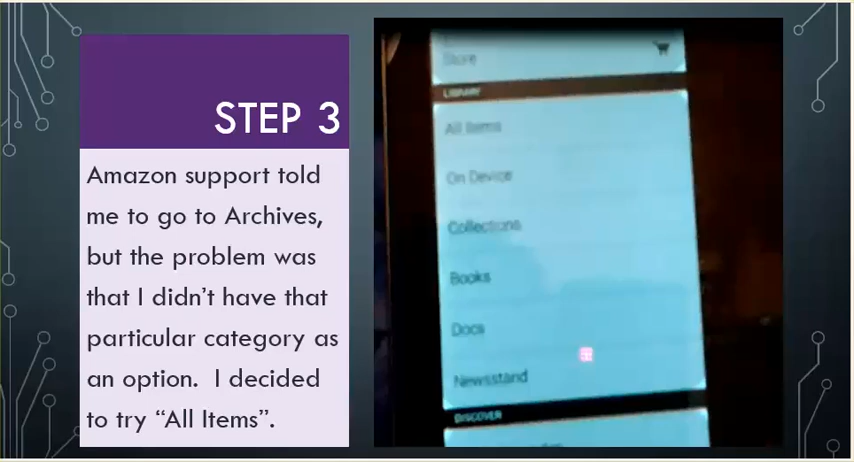 STEP 3
Amazon support told
me to go to Archives,
but the problem was
that I didn’t have that
particular category as
an option.  I decided
to try “All Items”.
Store
LIBRARY
All Items
On Device
Collections
Books
Docs
Newsstand
DISCOVER